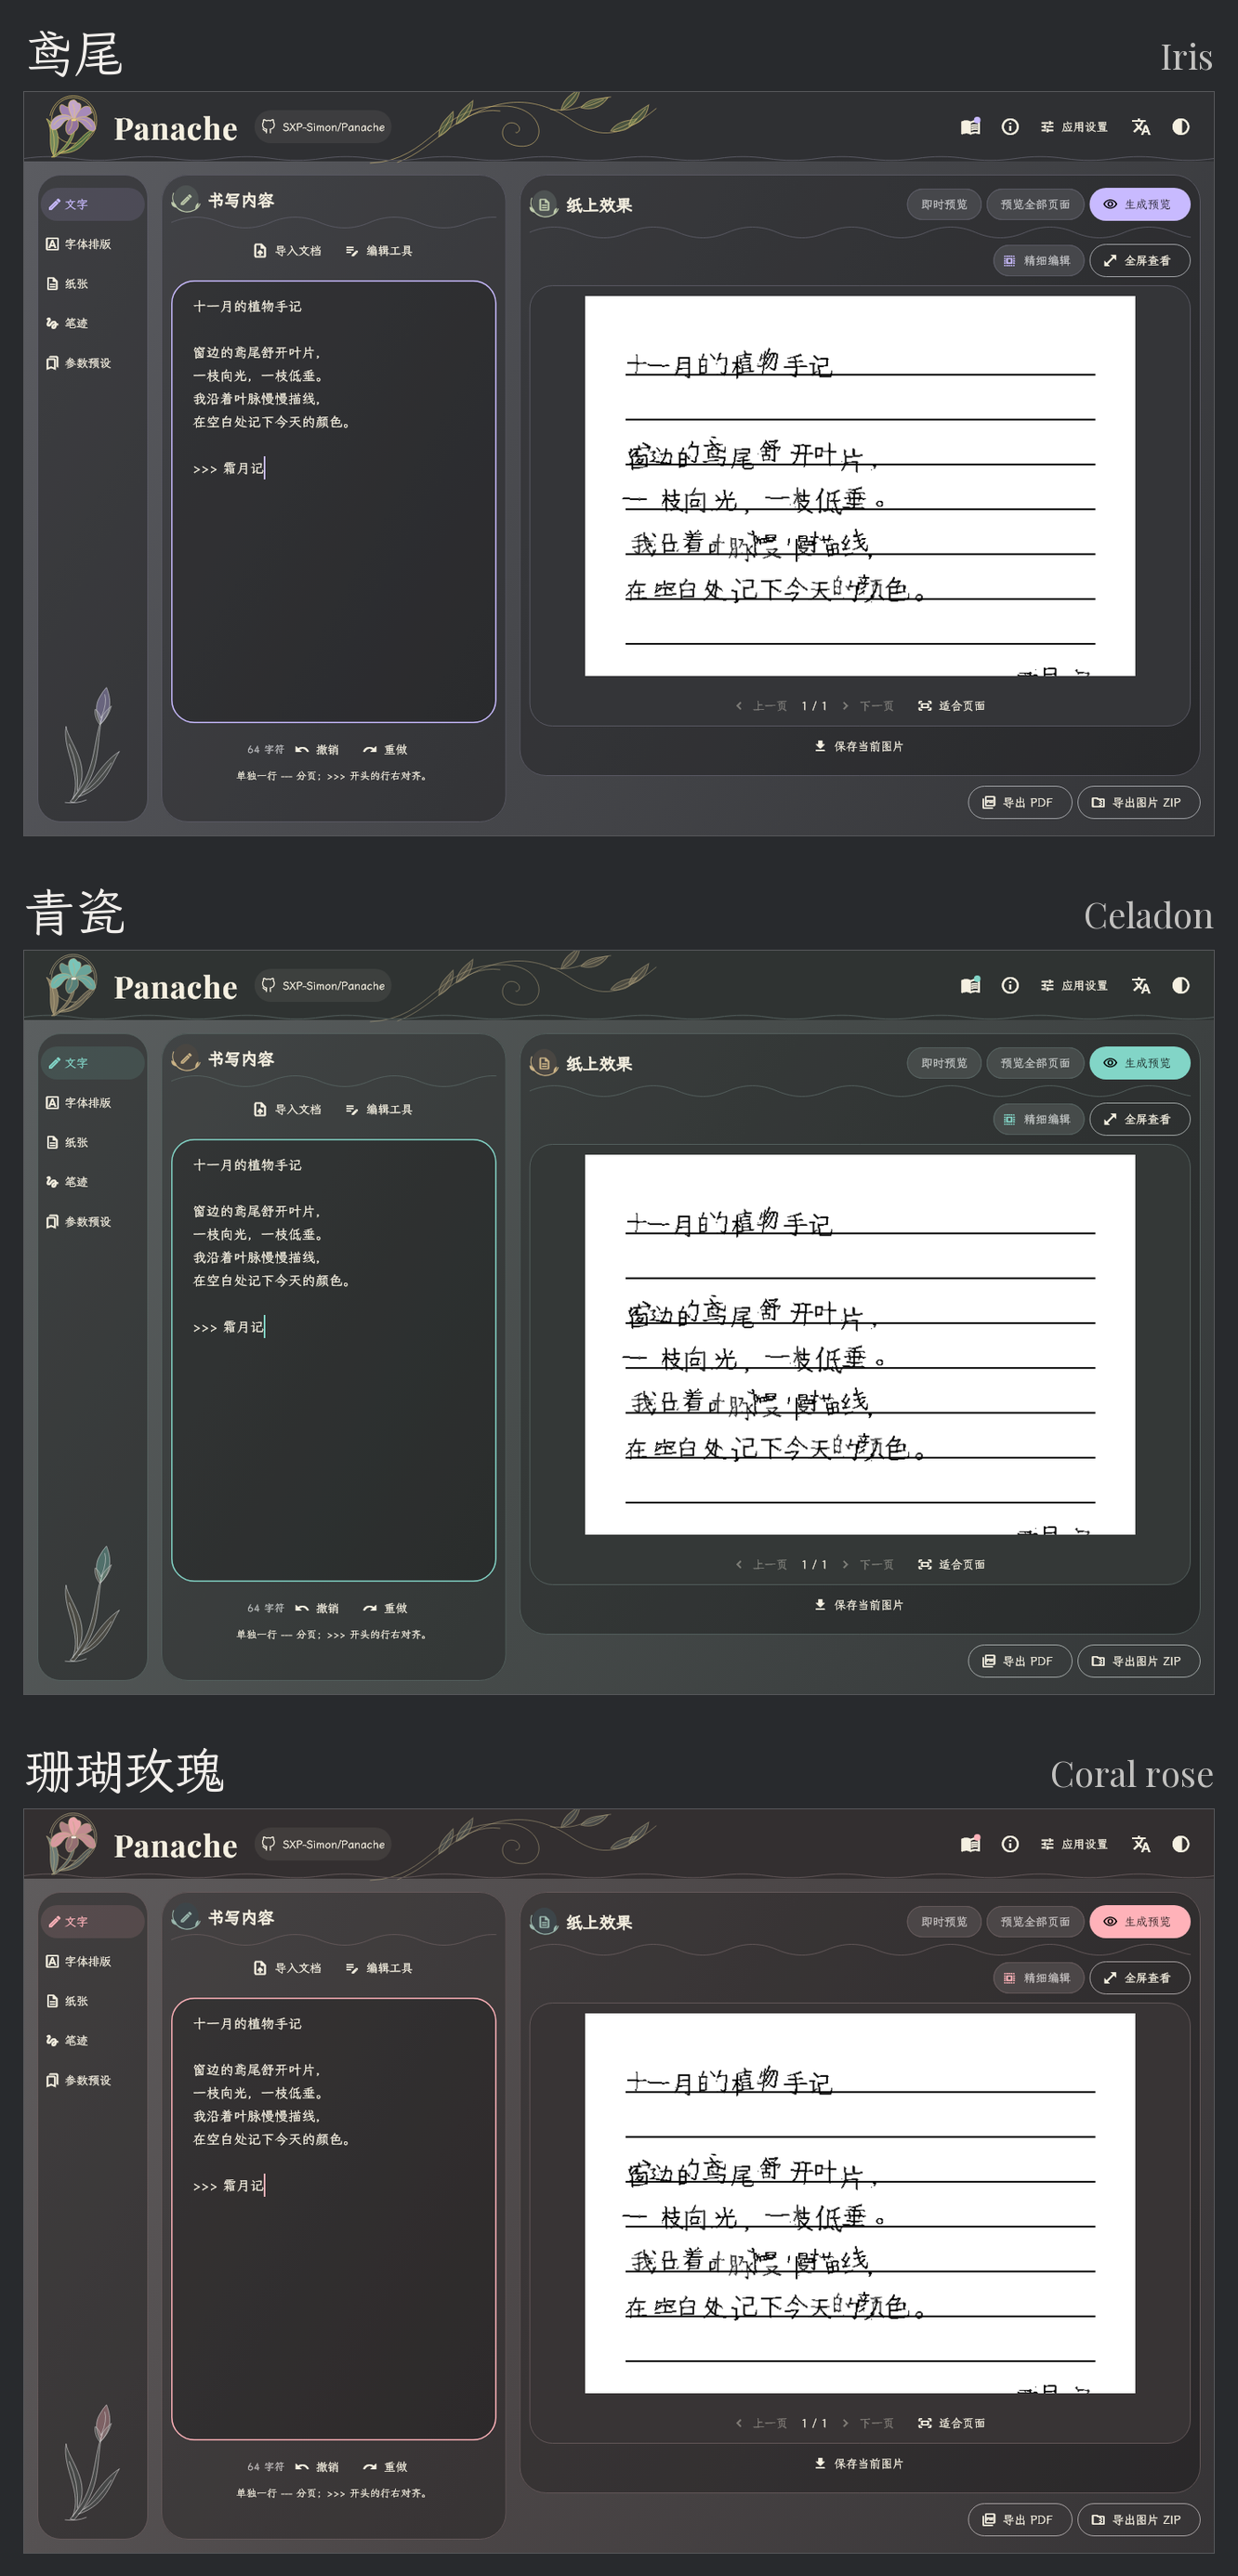 鸢尾
Iris
Panache
SXP-Simon/Panache
应用设置
文字
字体排版
纸张
笔迹
参数预设
书写内容
导入文档
编辑工具
十一月的植物手记
窗边的鸢尾舒开叶片，
一枝向光，一枝低垂。
我沿着叶脉慢慢描线，
在空白处记下今天的颜色。
>>> 霜月记
64 字符
撤销
重做
单独一行 --- 分页；>>> 开头的行右对齐。
纸上效果
即时预览
预览全部页面
生成预览
精细编辑
全屏查看
十一月的植物手记
窗边的鸢尾舒开叶片，
一枝向光，一枝低垂。
我沿着叶脉慢慢描线，
在空白处记下今天的颜色。
上一页
1 / 1
下一页
适合页面
保存当前图片
导出 PDF
导出图片 ZIP
青瓷
Celadon
Panache
SXP-Simon/Panache
应用设置
文字
字体排版
纸张
笔迹
参数预设
书写内容
导入文档
编辑工具
十一月的植物手记
窗边的鸢尾舒开叶片，
一枝向光，一枝低垂。
我沿着叶脉慢慢描线，
在空白处记下今天的颜色。
>>> 霜月记
64 字符
撤销
重做
单独一行 --- 分页；>>> 开头的行右对齐。
纸上效果
即时预览
预览全部页面
生成预览
精细编辑
全屏查看
十一月的植物手记
窗边的鸢尾舒开叶片，
一枝向光，一枝低垂。
我沿着叶脉慢慢描线，
在空白处记下今天的颜色。
上一页
1 / 1
下一页
适合页面
保存当前图片
导出 PDF
导出图片 ZIP
珊瑚玫瑰
Coral rose
Panache
SXP-Simon/Panache
应用设置
文字
字体排版
纸张
笔迹
参数预设
书写内容
导入文档
编辑工具
十一月的植物手记
窗边的鸢尾舒开叶片，
一枝向光，一枝低垂。
我沿着叶脉慢慢描线，
在空白处记下今天的颜色。
>>> 霜月记
64 字符
撤销
重做
单独一行 --- 分页；>>> 开头的行右对齐。
纸上效果
即时预览
预览全部页面
生成预览
精细编辑
全屏查看
十一月的植物手记
窗边的鸢尾舒开叶片，
一枝向光，一枝低垂。
我沿着叶脉慢慢描线，
在空白处记下今天的颜色。
上一页
1 / 1
下一页
适合页面
保存当前图片
导出 PDF
导出图片 ZIP